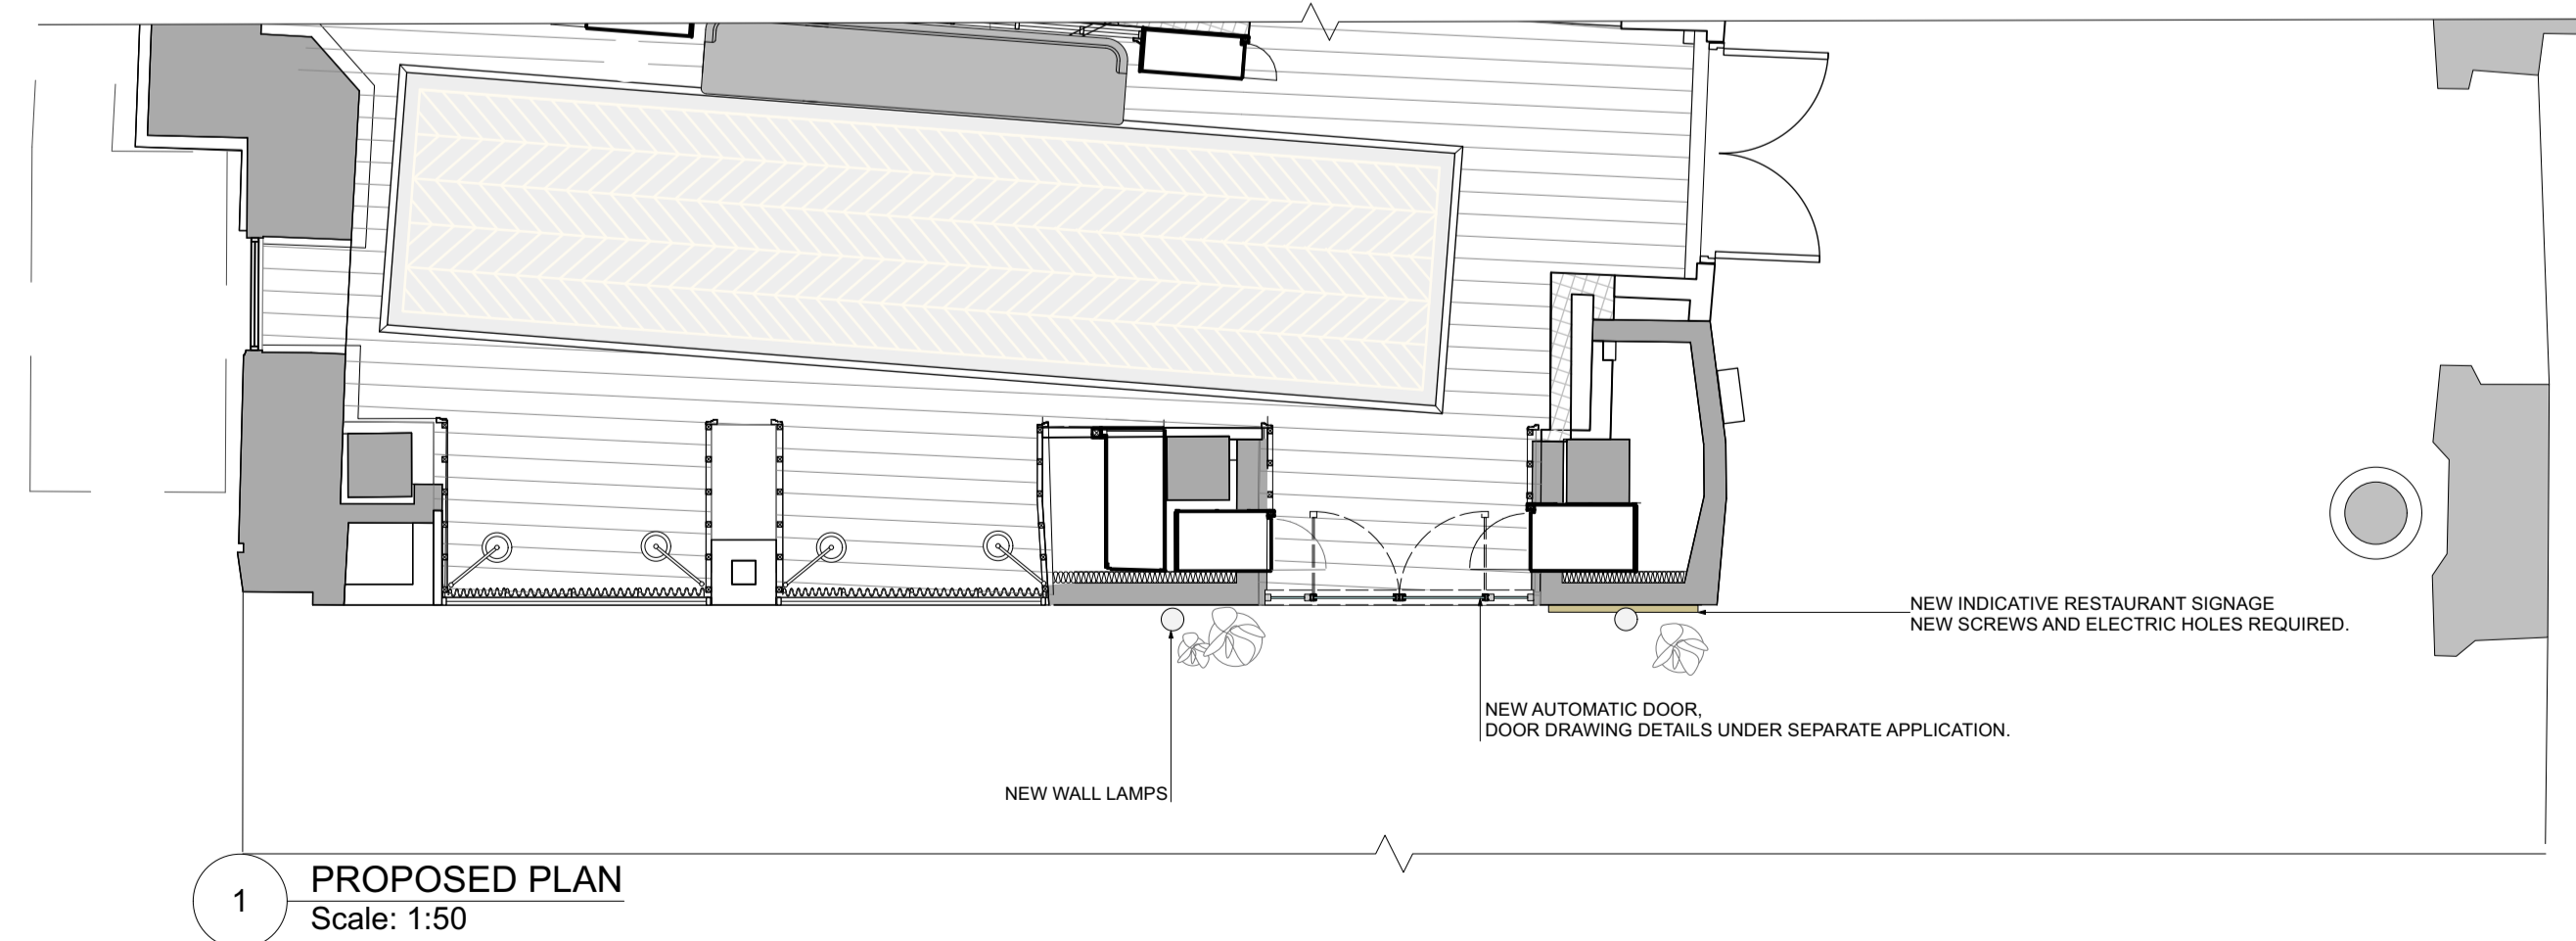 NEW INDICATIVE RESTAURANT SIGNAGE
NEW SCREWS AND ELECTRIC HOLES REQUIRED.
NEW AUTOMATIC DOOR,
DOOR DRAWING DETAILS UNDER SEPARATE APPLICATION.
NEW WALL LAMPS
1
PROPOSED PLAN
Scale: 1:50